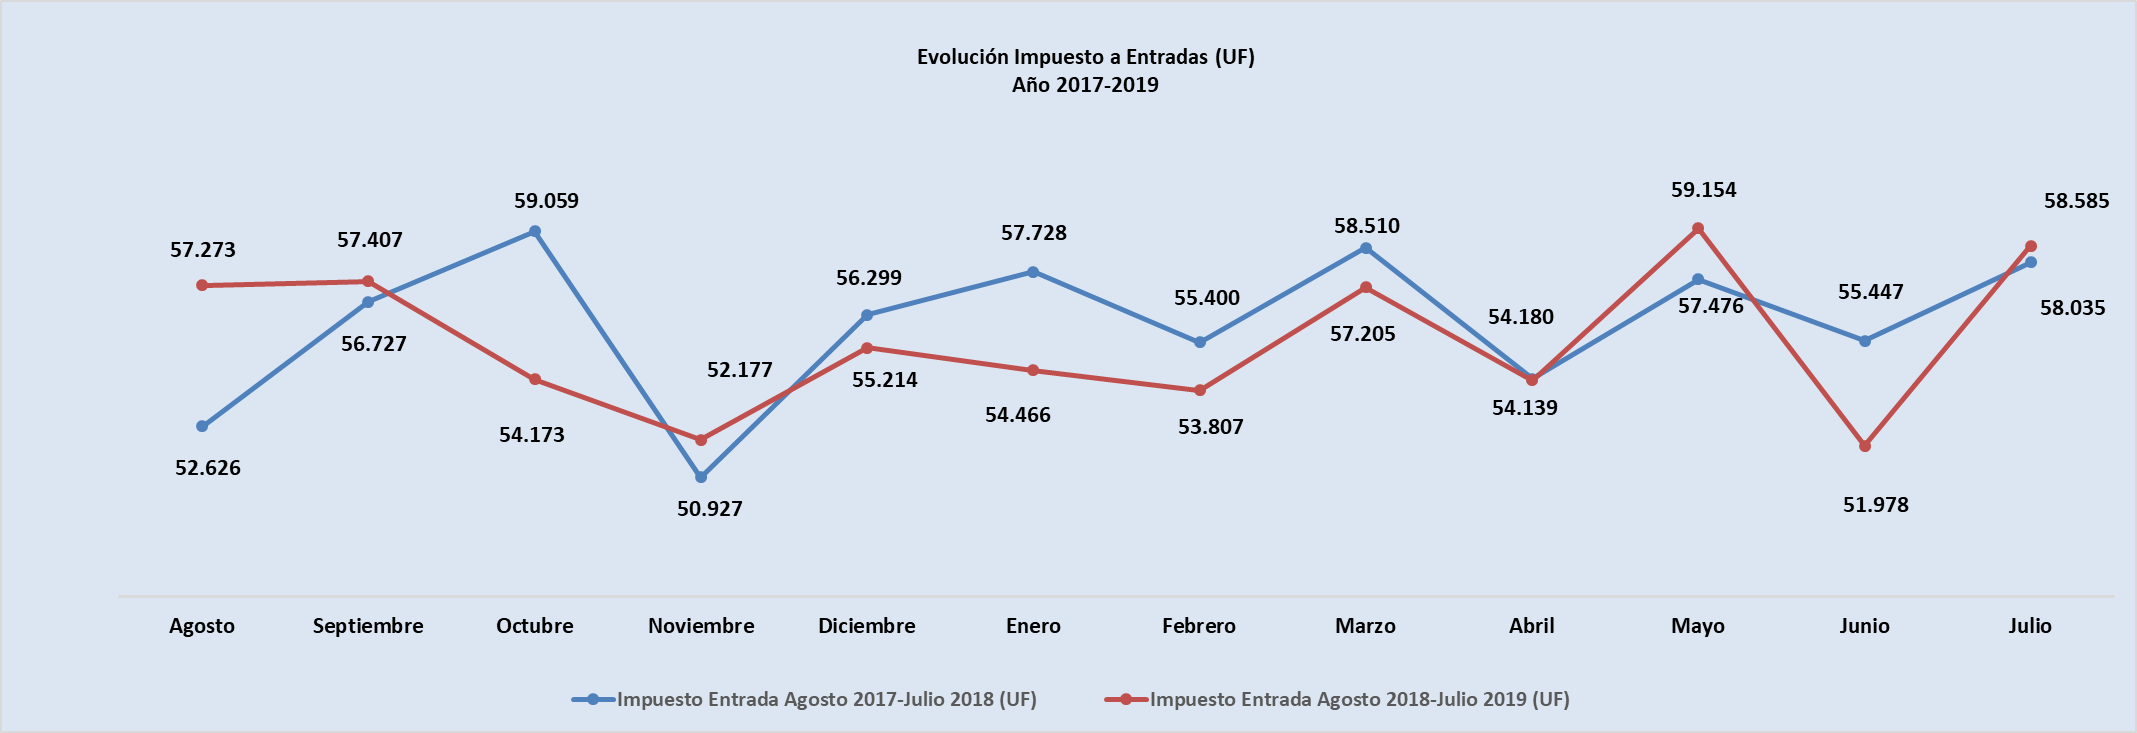 Evolución Impuesto a Entradas (UF)
Año 2017-2019
57.273
57.407
59.059
52.177
56.299
57.728
55.400
58.510
54.180
59.154
55.447
58.585
52.626
56.727
54.173
50.927
55.214
54.466
53.807
57.205
54.139
57.476
51.978
58.035
Agosto
Septiembre
Octubre
Noviembre
Diciembre
Enero
Febrero
Marzo
Abril
Mayo
Junio
Julio
Impuesto Entrada Agosto 2017-Julio 2018 (UF)
Impuesto Entrada Agosto 2018-Julio 2019 (UF)